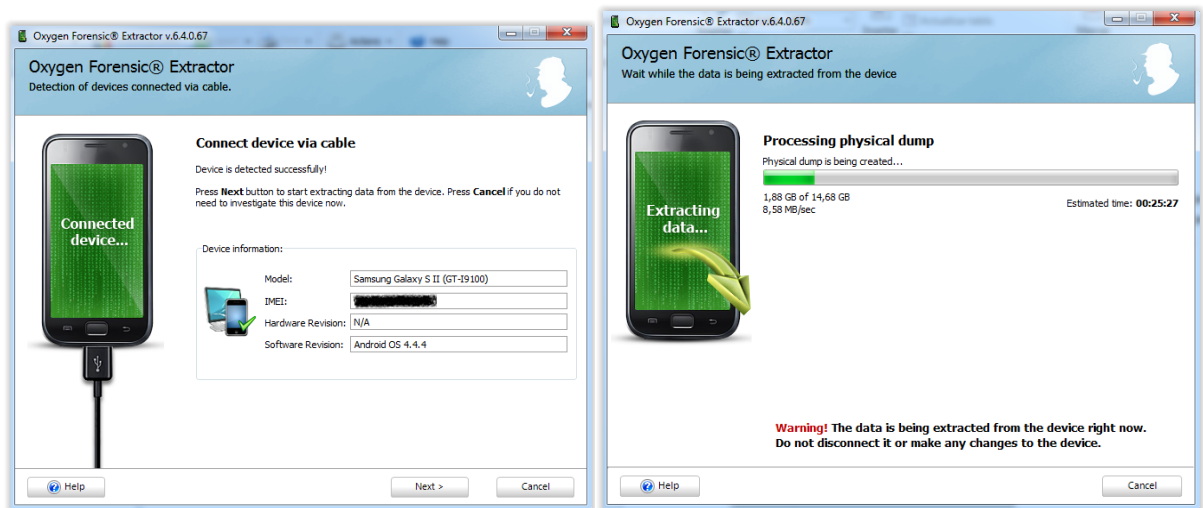 Oxygen Forensic® Extractor v.6.4.0.67
Oxygen Forensic® Extractor
Detection of devices connected via cable.
Connected
device...
Connect device via cable
Device is detected successfully!
Press Next button to start extracting data from the device. Press Cancel if you do not
need to investigate this device now.
Device information:
Model: Samsung Galaxy S II (GT-I9100)
IMEI:
Hardware Revision: N/A
Software Revision: Android OS 4.4.4
Help
Next >
Cancel
Oxygen Forensic® Extractor v.6.4.0.67
Oxygen Forensic® Extractor
Wait while the data is being extracted from the device
Extracting
data...
Processing physical dump
Physical dump is being created...
1,88 GB of 14,68 GB
8,58 MB/sec
Estimated time: 00:25:27
Warning! The data is being extracted from the device right now.
Do not disconnect it or make any changes to the device.
Help
Cancel